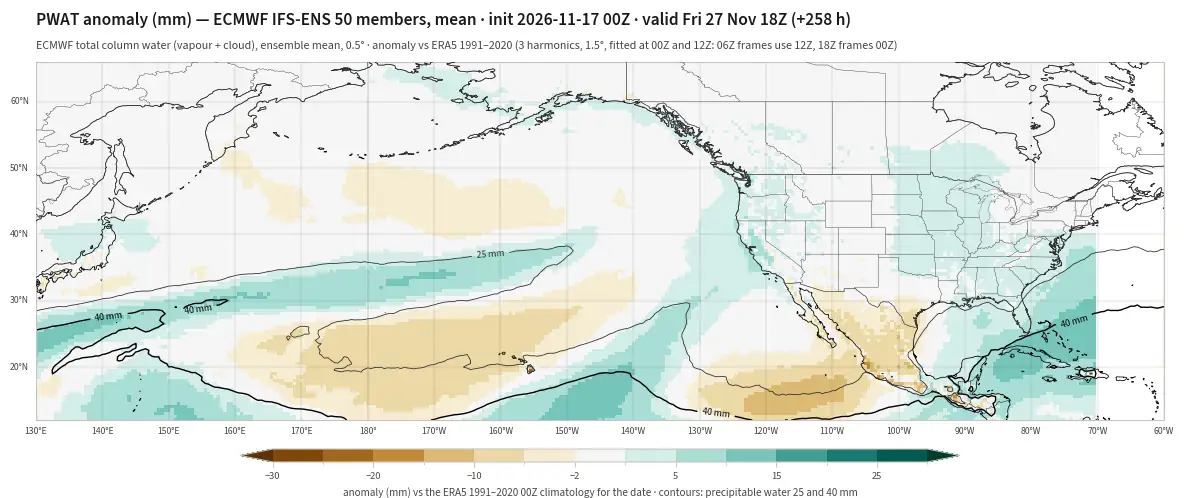 PWAT anomaly (mm) — ECMWF IFS-ENS 50 members, mean · init 2026-11-17 00Z · valid Fri 27 Nov 18Z (+258 h)
ECMWF total column water (vapour + cloud), ensemble mean, 0.5° · anomaly vs ERA5 1991–2020 (3 harmonics, 1.5°, fitted at 00Z and 12Z: 06Z frames use 12Z, 18Z frames 00Z)
60°N
50°N
40°N
25 mm
30°N
40 mm
40 mm
40 mm
20°N
40 mm
130°E 140°E 150°E 160°E 170°E 180° 170°W 160°W 150°W 140°W 130°W 120°W 110°W 100°W 90°W 80°W 70°W 60°W
−30 −20 −10 −2 5 15 25
anomaly (mm) vs the ERA5 1991–2020 00Z climatology for the date · contours: precipitable water 25 and 40 mm